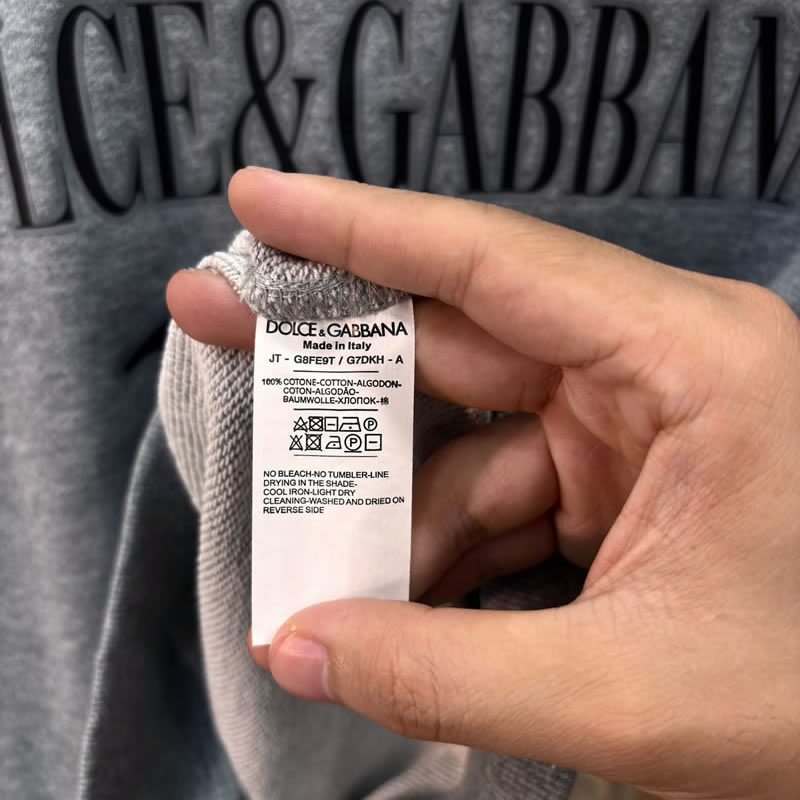 LCE&GABBAN
DOLCE & GABBANA
Made in Italy
JT - G8FE9T / G7DKH - A
100% COTONE-COTTON-ALGODON-
COTON-ALGODÃO-
BAUMWOLLE-ХЛОПОК-棉
NO BLEACH-NO TUMBLER-LINE
DRYING IN THE SHADE-
COOL IRON-LIGHT DRY
CLEANING-WASHED AND DRIED ON
REVERSE SIDE